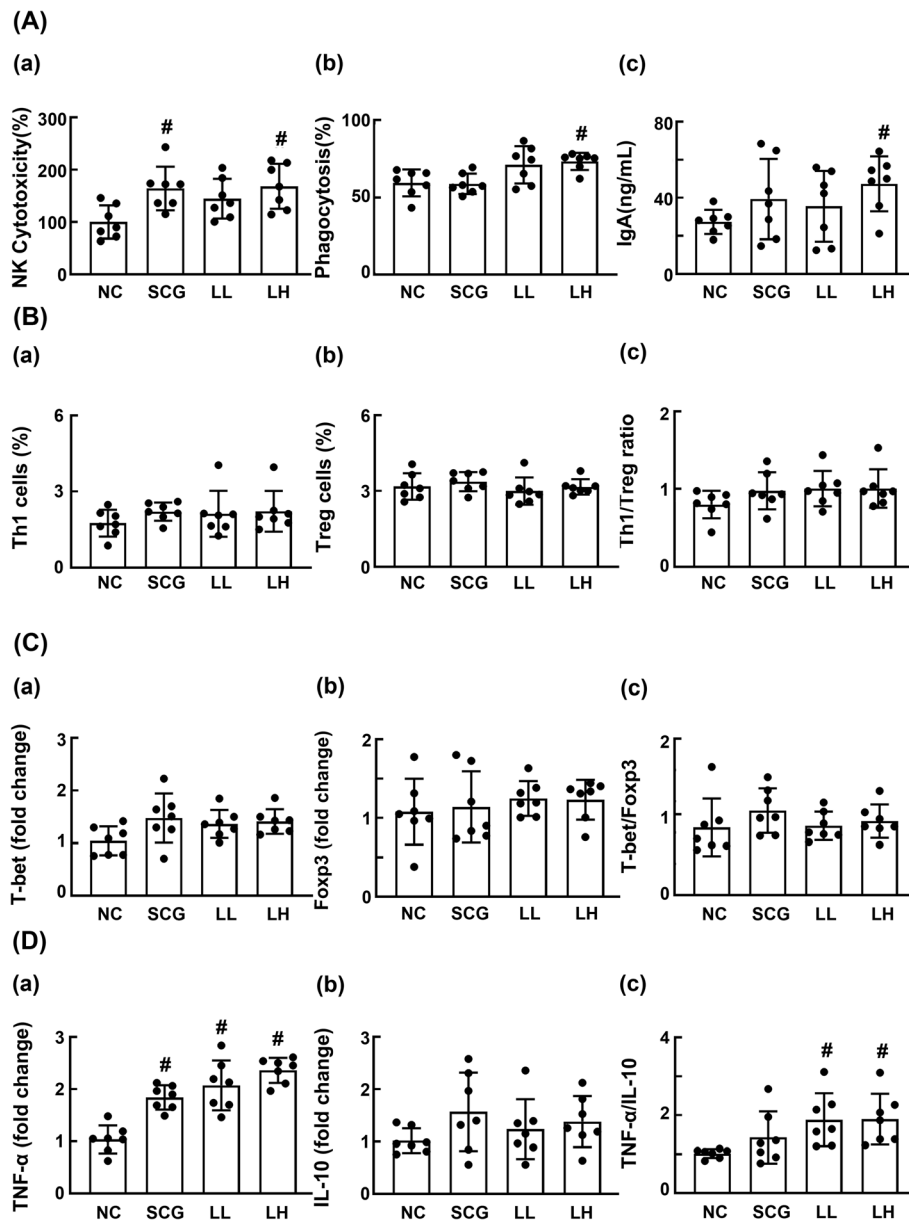 (A)
(a) (b) (c)
NK Cytotoxicity(%)
300
200
100
0
# #
NC SCG LL LH
Phagocytosis(%)
100
50
0
#
NC SCG LL LH
IgA(ng/mL)
80
40
0
#
NC SCG LL LH
(B)
(a) (b) (c)
Th1 cells (%)
6
3
0
NC SCG LL LH
Treg cells (%)
6
3
0
NC SCG LL LH
Th1/Treg ratio
2
1
0
NC SCG LL LH
(C)
(a) (b) (c)
T-bet (fold change)
3
2
1
0
NC SCG LL LH
Foxp3 (fold change)
2
1
0
NC SCG LL LH
T-bet/Foxp3
2
1
0
NC SCG LL LH
(D)
(a) (b) (c)
TNF-α (fold change)
3
2
1
0
# # #
NC SCG LL LH
IL-10 (fold change)
3
2
1
0
NC SCG LL LH
TNF-α/IL-10
4
2
1
0
# #
NC SCG LL LH